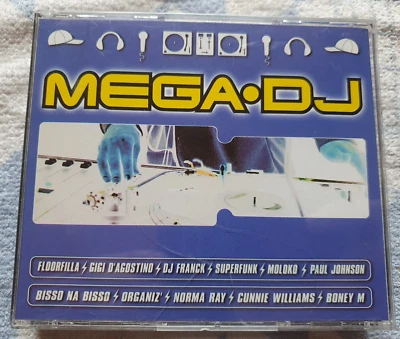 MEGA•DJ
FLOORFILLA / GIGI D'AGOSTINO / DJ FRANCK / SUPERFUNK / MOLOKO / PAUL JOHNSON
BISSO NA BISSO / ORGANIZ' / NORMA RAY / CUNNIE WILLIAMS / BONEY M